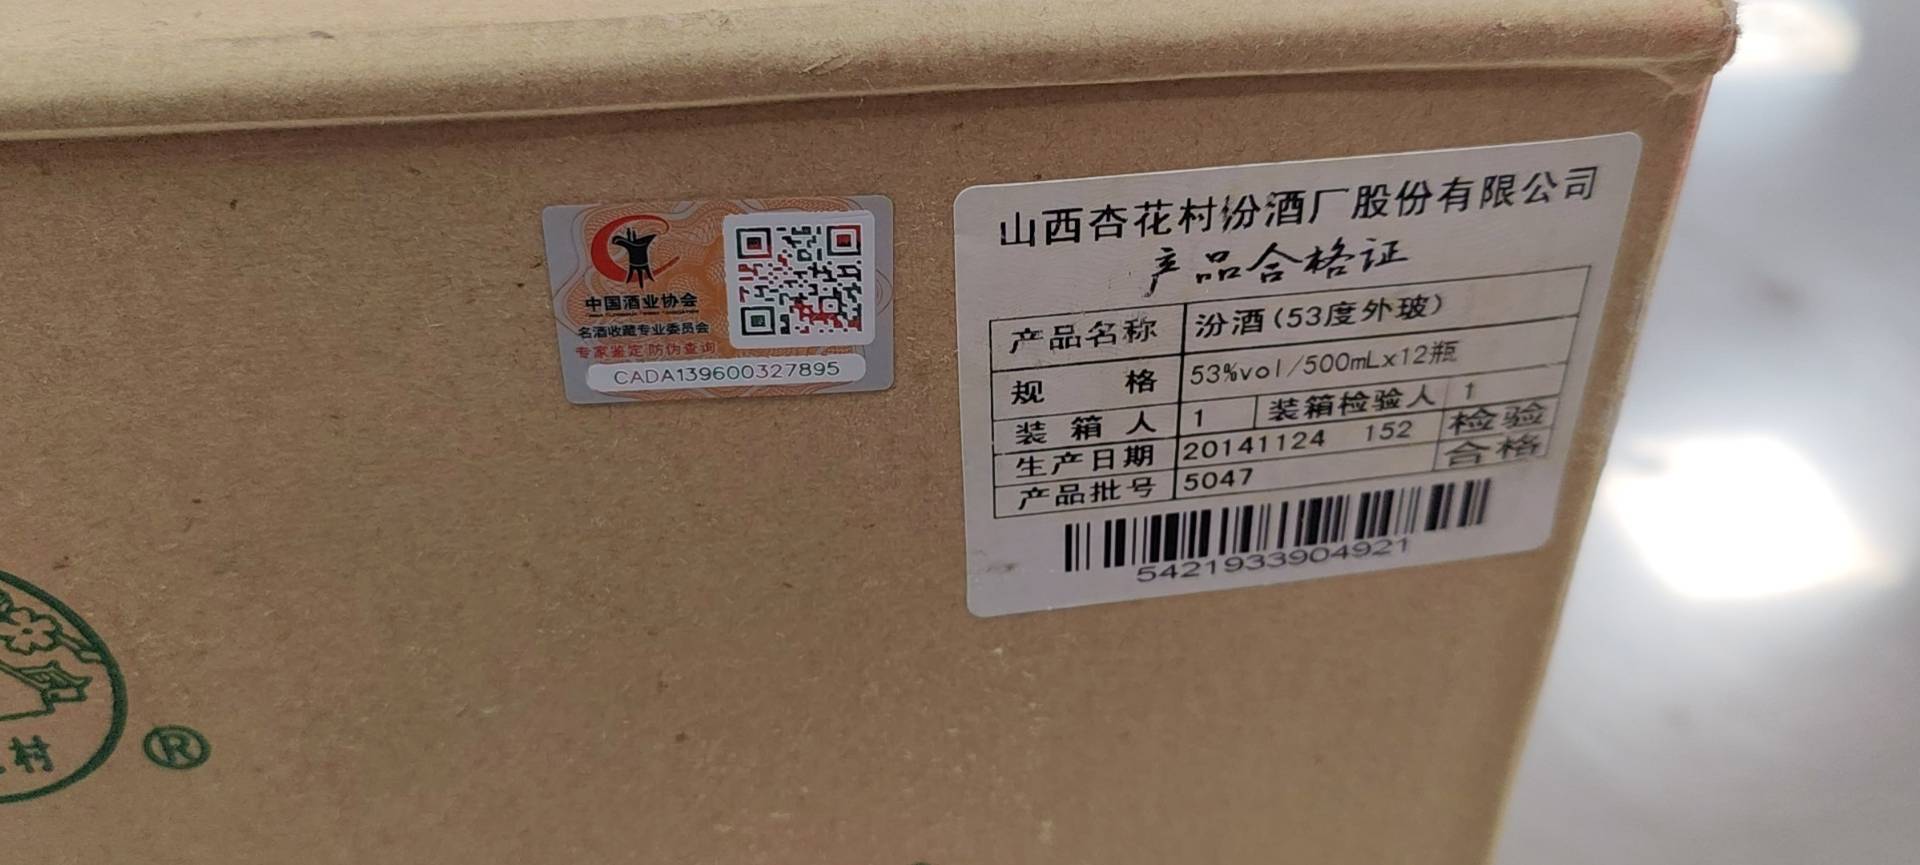 中国酒业协会
名酒收藏专业委员会
专家鉴定 防伪查询
CADA139600327895
山西杏花村汾酒厂股份有限公司
产品合格证
产品名称 汾酒(53度外玻)
规格 53%vol/500mLx12瓶
装箱人 1 装箱检验人 1
生产日期 20141124 152 检验
产品批号 5047 合格
5421933904921
村
®